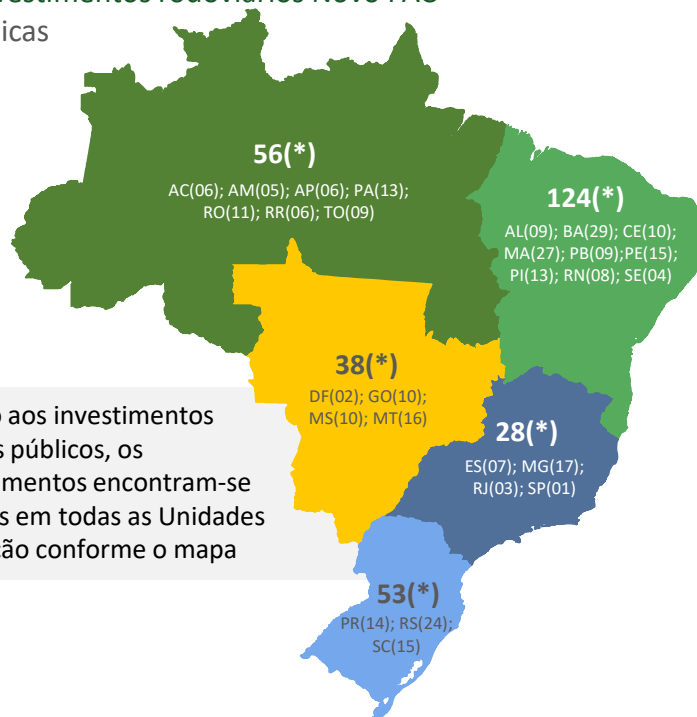 estimentos rodoviários Novo PAC
icas
56(*)
AC(06); AM(05); AP(06); PA(13);
RO(11); RR(06); TO(09)
124(*)
AL(09); BA(29); CE(10);
MA(27); PB(09);PE(15);
PI(13); RN(08); SE(04)
38(*)
DF(02); GO(10);
MS(10); MT(16)
28(*)
ES(07); MG(17);
RJ(03); SP(01)
o aos investimentos
s públicos, os
mentos encontram-se
s em todas as Unidades
ção conforme o mapa
53(*)
PR(14); RS(24);
SC(15)